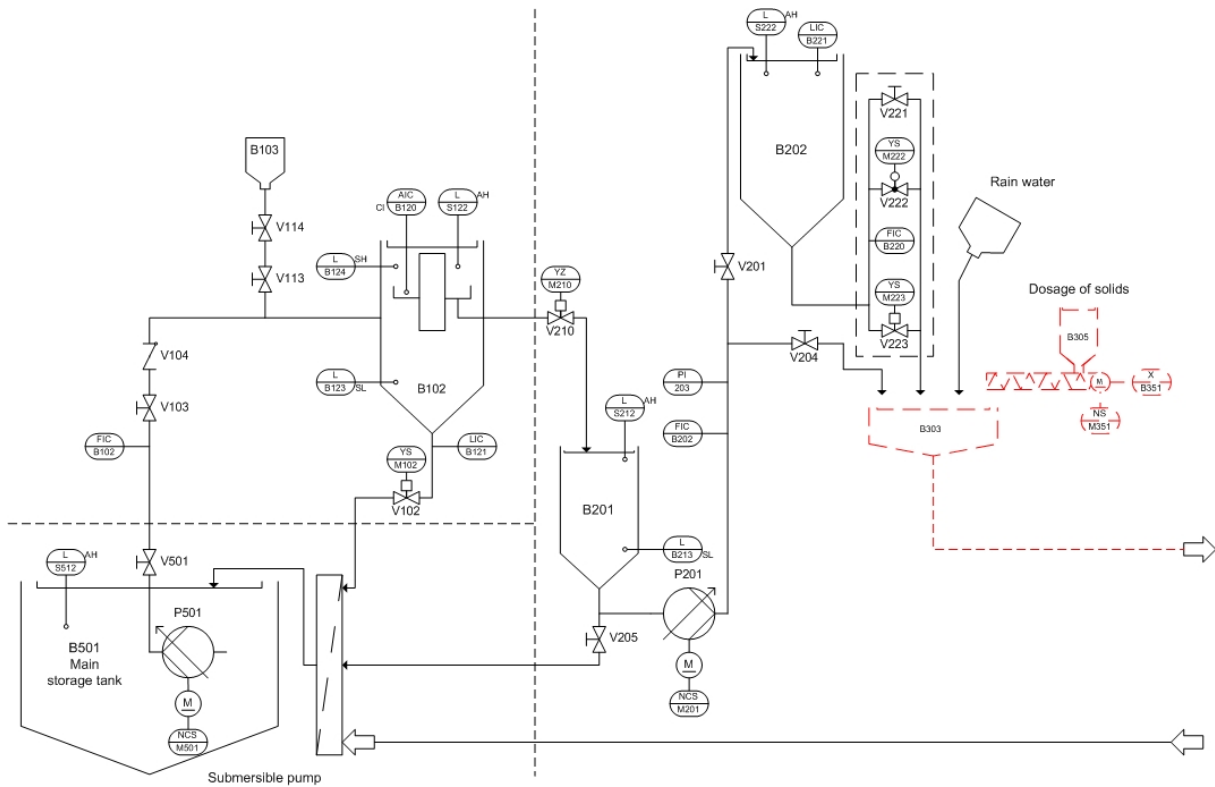 L
S222
AH
LIC
B221
V221
B103
B202
YS
M222
Rain water
AIC
B120
CI
L
S122
AH
V222
V114
FIC
B220
L
B124
SH
YZ
M210
V201
YS
M223
Dosage of solids
V113
V210
V223
B305
V104
V204
L
B123
SL
B102
PI
203
M
X
B351
V103
L
S212
AH
NS
M351
FIC
B102
YS
M102
LIC
B121
FIC
B202
B303
V102
B201
L
S512
AH
V501
L
B213
SL
P201
P501
V205
B501
Main
storage tank
M
M
NCS
M201
NCS
M501
Submersible pump